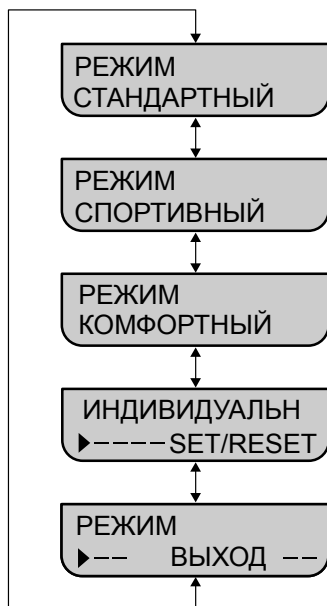 РЕЖИМ
СТАНДАРТНЫЙ
РЕЖИМ
СПОРТИВНЫЙ
РЕЖИМ
КОМФОРТНЫЙ
ИНДИВИДУАЛЬН
▶----SET/RESET
РЕЖИМ
▶-- ВЫХОД --